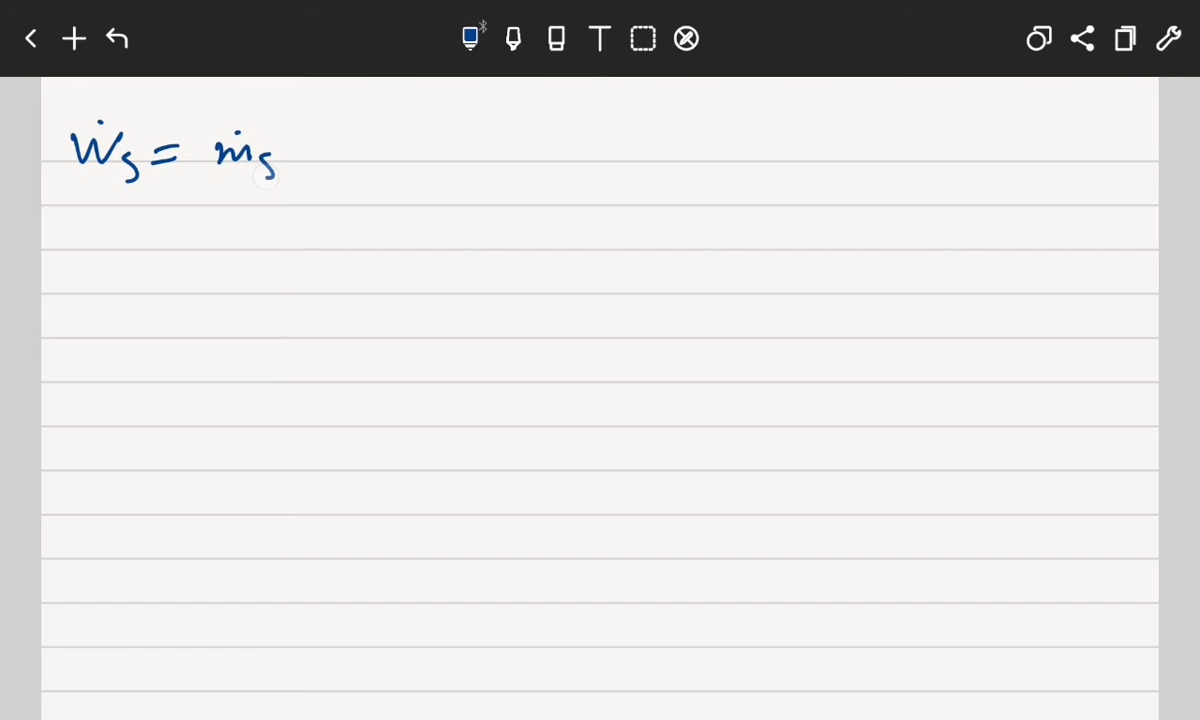 Ẇs = ṁs